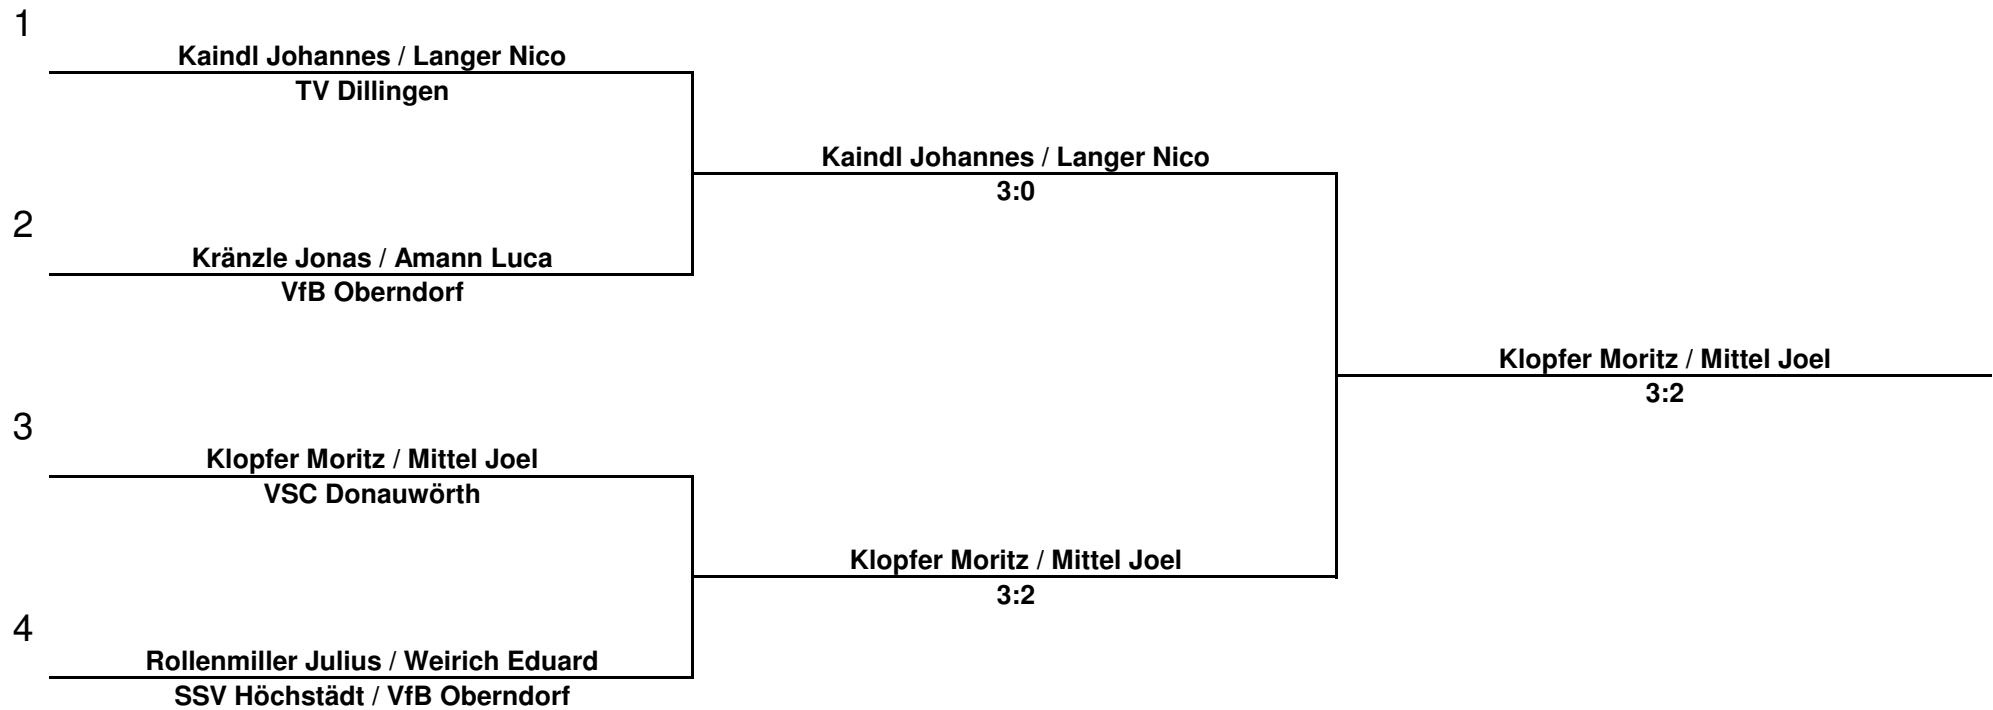 1
Kaindl Johannes / Langer Nico
TV Dillingen
Kaindl Johannes / Langer Nico
3:0
2
Kränzle Jonas / Amann Luca
VfB Oberndorf
Klopfer Moritz / Mittel Joel
3:2
3
Klopfer Moritz / Mittel Joel
VSC Donauwörth
Klopfer Moritz / Mittel Joel
3:2
4
Rollenmiller Julius / Weirich Eduard
SSV Höchstädt / VfB Oberndorf